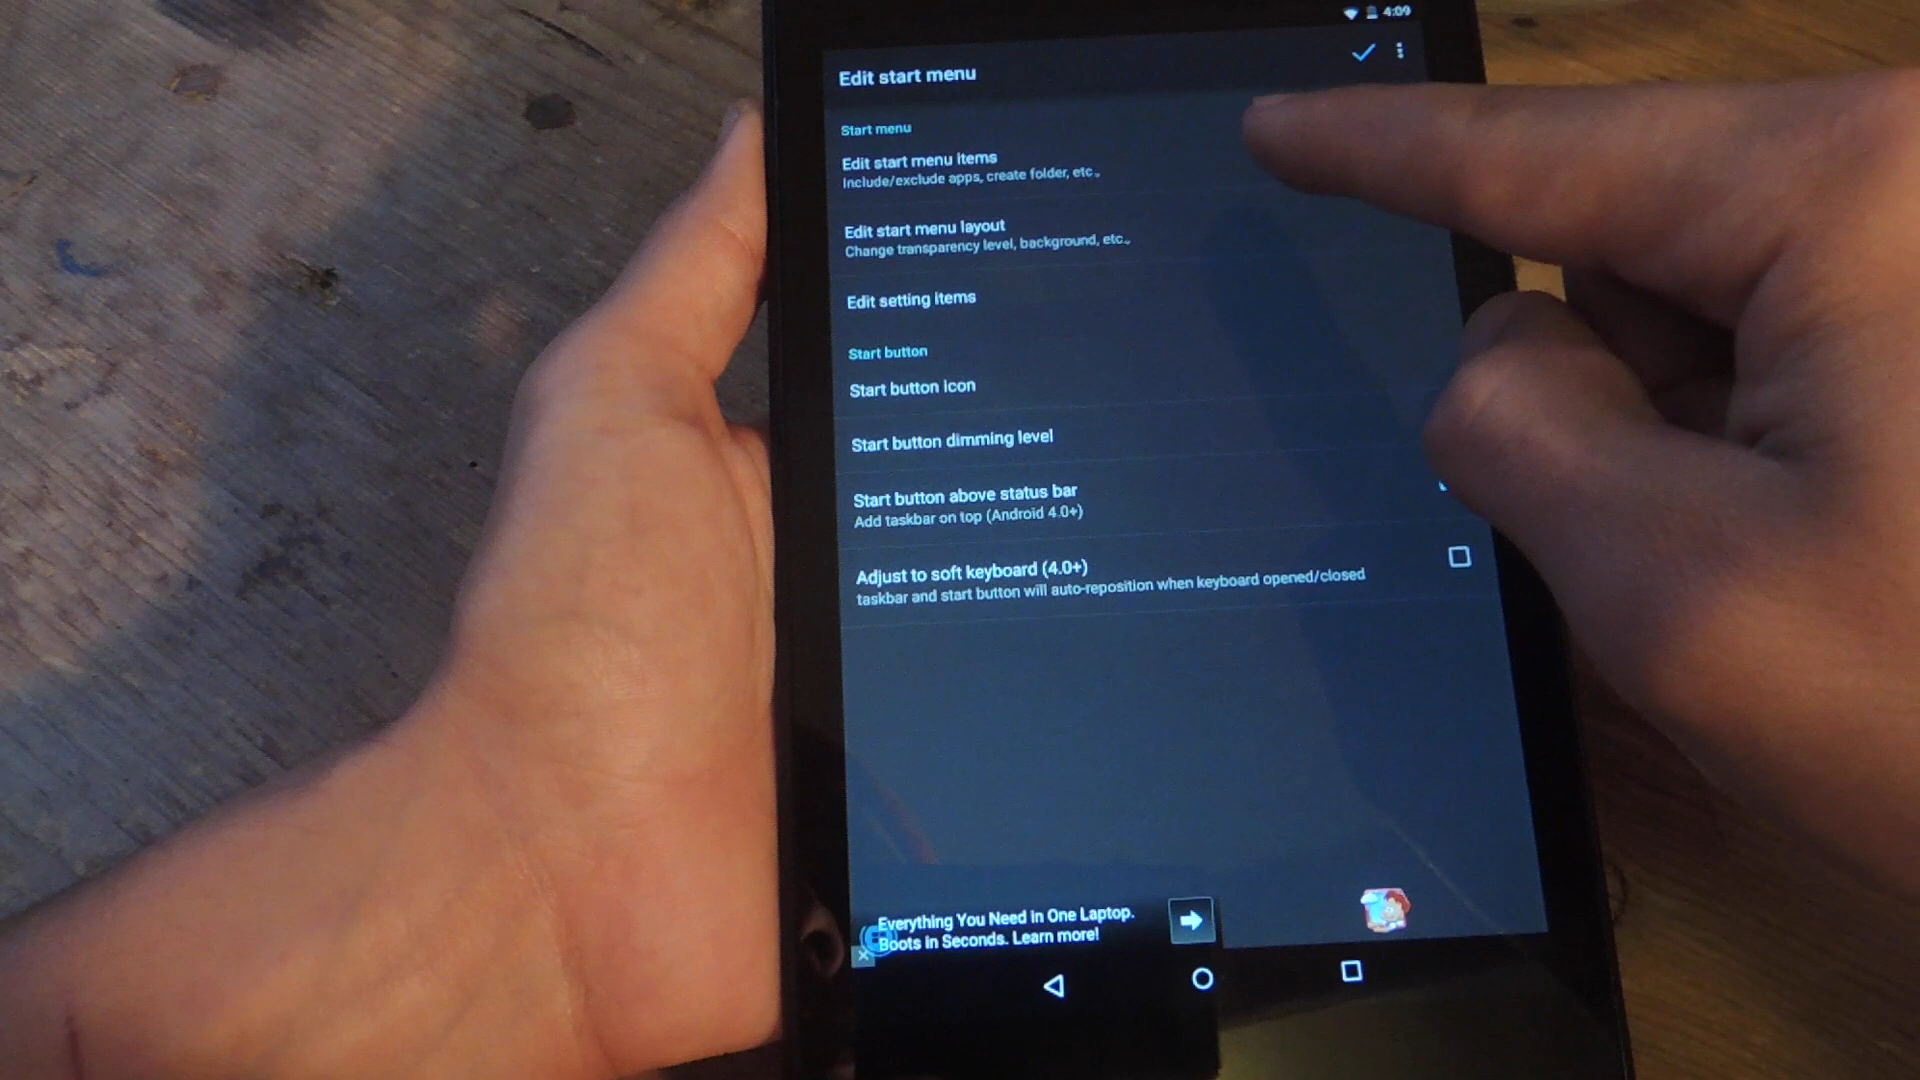 4:09
Edit start menu
Start menu
Edit start menu items
Include/exclude apps, create folder, etc..
Edit start menu layout
Change transparency level, background, etc..
Edit setting items
Start button
Start button icon
Start button dimming level
Start button above status bar
Add taskbar on top (Android 4.0+)
Adjust to soft keyboard (4.0+)
taskbar and start button will auto-reposition when keyboard opened/closed
Everything You Need in One Laptop.
Boots in Seconds. Learn more!